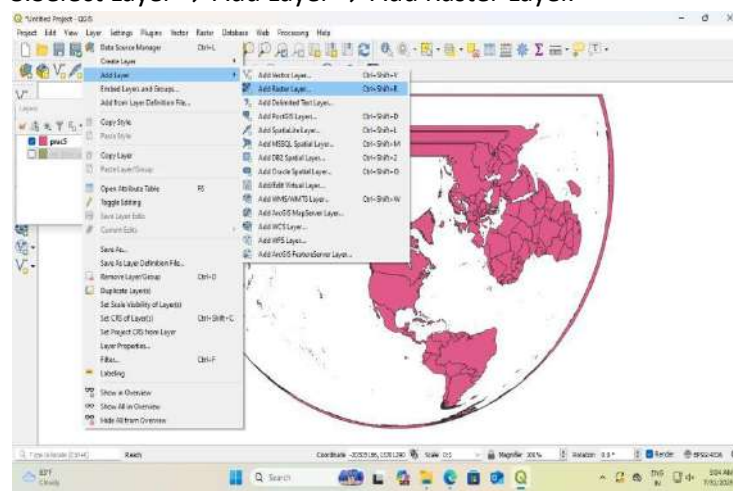 Select Layer -> Add Layer -> Add Raster Layer.
*Untitled Project - QGIS
Project Edit View Layer Settings Plugins Vector Raster Database Web Processing Help
Data Source Manager Ctrl+L
Create Layer
Add Layer
Embed Layers and Groups...
Add from Layer Definition File...
Copy Style
Paste Style
Copy Layer
Paste Layer/Group
Open Attribute Table F6
Toggle Editing
Save Layer Edits
Current Edits
Save As...
Save As Layer Definition File...
Remove Layer/Group Ctrl+D
Duplicate Layer(s)
Set Scale Visibility of Layer(s)
Set CRS of Layer(s) Ctrl+Shift+C
Set Project CRS from Layer
Layer Properties...
Filter... Ctrl+F
Labeling
Show in Overview
Show All in Overview
Hide All from Overview
Add Vector Layer... Ctrl+Shift+V
Add Raster Layer... Ctrl+Shift+R
Add Delimited Text Layer...
Add PostGIS Layer... Ctrl+Shift+D
Add SpatiaLite Layer... Ctrl+Shift+L
Add MSSQL Spatial Layer... Ctrl+Shift+M
Add DB2 Spatial Layer... Ctrl+Shift+2
Add Oracle Spatial Layer... Ctrl+Shift+O
Add/Edit Virtual Layer...
Add WMS/WMTS Layer... Ctrl+Shift+W
Add ArcGIS MapServer Layer...
Add WCS Layer...
Add WFS Layer...
Add ArcGIS FeatureServer Layer...
Layers
prac5
Ready
Coordinate
Scale
Magnifier
Rotation 0.0 °
Render
83°F
Cloudy
Search
ENG
IN